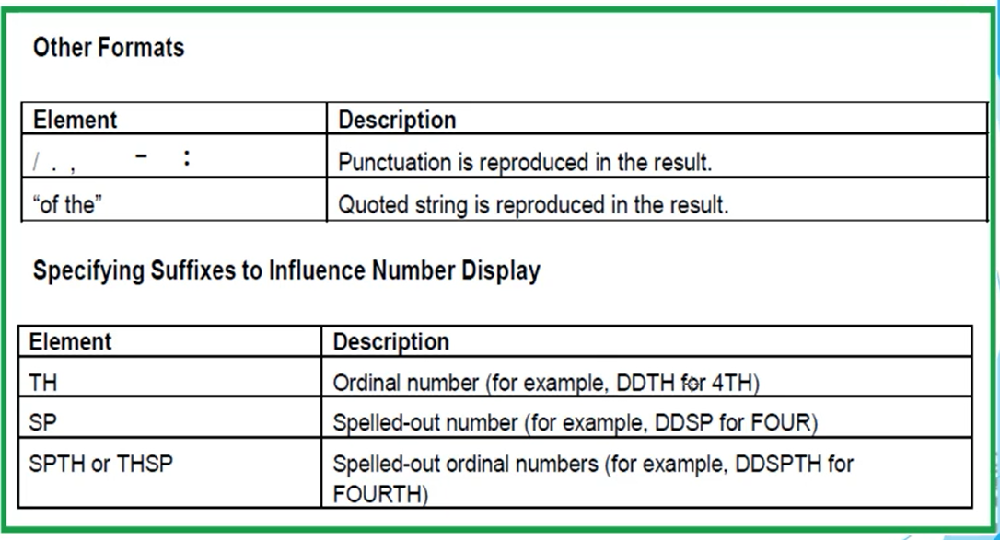 Other Formats
Element Description
/ . , - : Punctuation is reproduced in the result.
“of the” Quoted string is reproduced in the result.
Specifying Suffixes to Influence Number Display
Element Description
TH Ordinal number (for example, DDTH for 4TH)
SP Spelled-out number (for example, DDSP for FOUR)
SPTH or THSP Spelled-out ordinal numbers (for example, DDSPTH for
FOURTH)